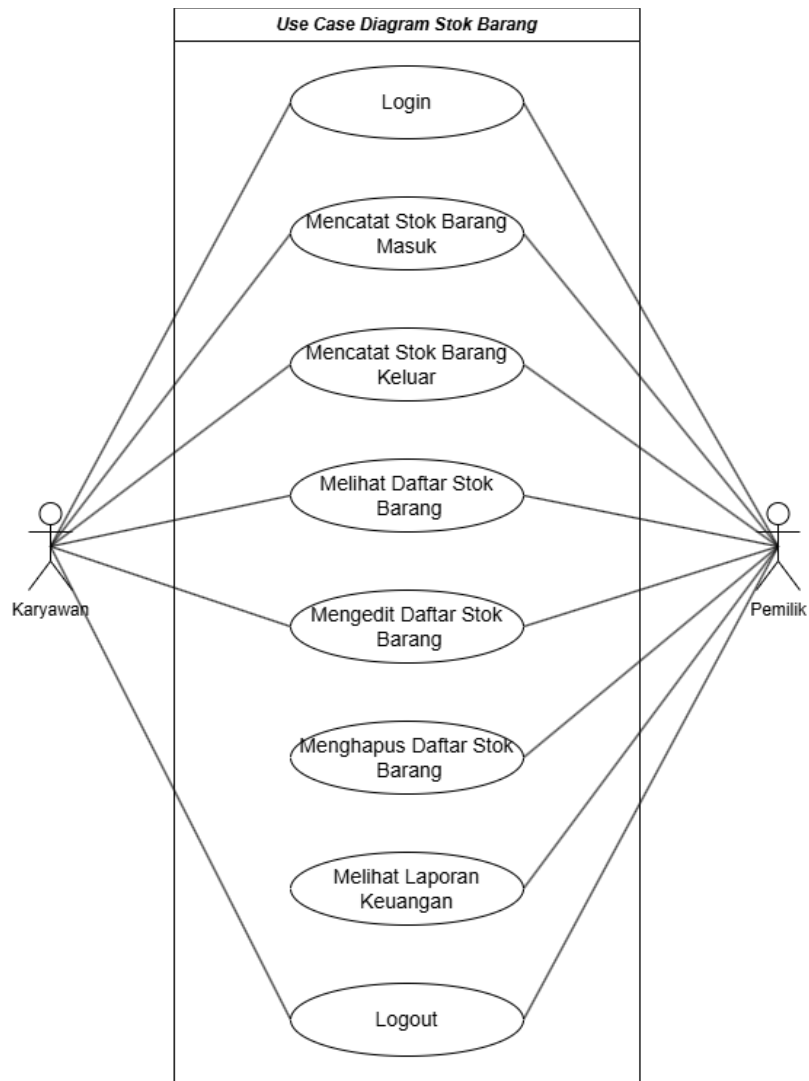 Use Case Diagram Stok Barang
Login
Mencatat Stok Barang
Masuk
Mencatat Stok Barang
Keluar
Melihat Daftar Stok
Barang
Karyawan
Pemilik
Mengedit Daftar Stok
Barang
Menghapus Daftar Stok
Barang
Melihat Laporan
Keuangan
Logout